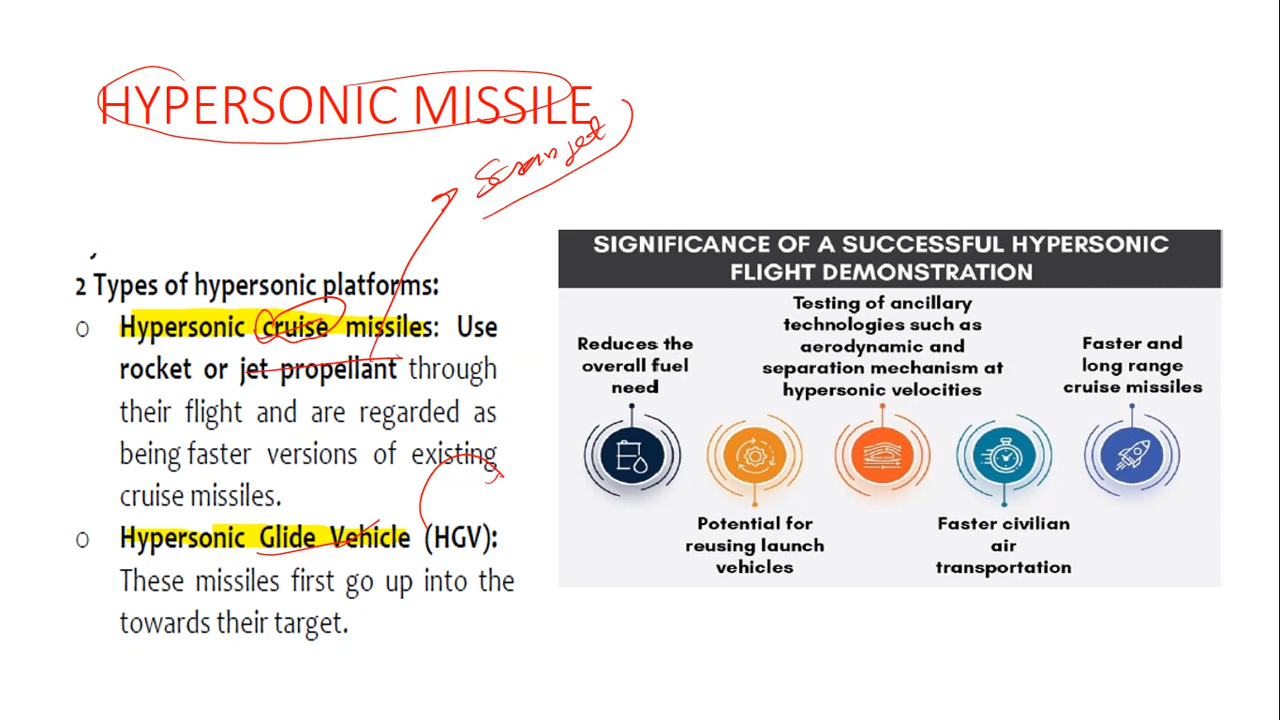 HYPERSONIC MISSILE
Scramjet
2 Types of hypersonic platforms:
o Hypersonic cruise missiles: Use
rocket or jet propellant through
their flight and are regarded as
being faster versions of existing
cruise missiles.
o Hypersonic Glide Vehicle (HGV):
These missiles first go up into the
towards their target.
SIGNIFICANCE OF A SUCCESSFUL HYPERSONIC
FLIGHT DEMONSTRATION
Reduces the
overall fuel
need
Potential for
reusing launch
vehicles
Testing of ancillary
technologies such as
aerodynamic and
separation mechanism at
hypersonic velocities
Faster civilian
air
transportation
Faster and
long range
cruise missiles